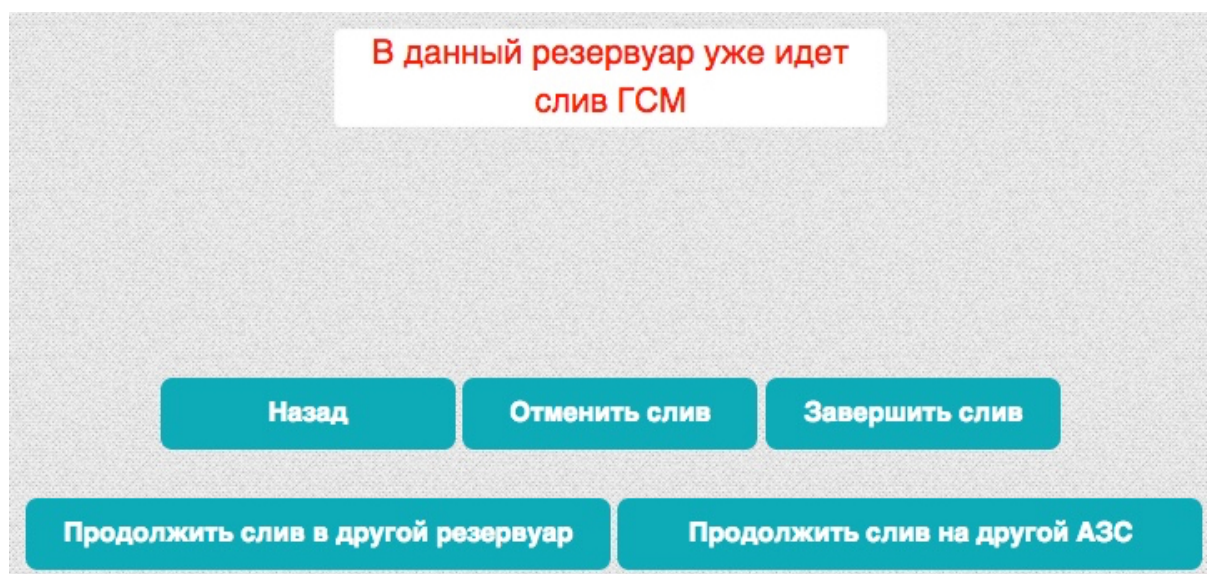 В данный резервуар уже идет
слив ГСМ
Назад
Отменить слив
Завершить слив
Продолжить слив в другой резервуар
Продолжить слив на другой АЗС